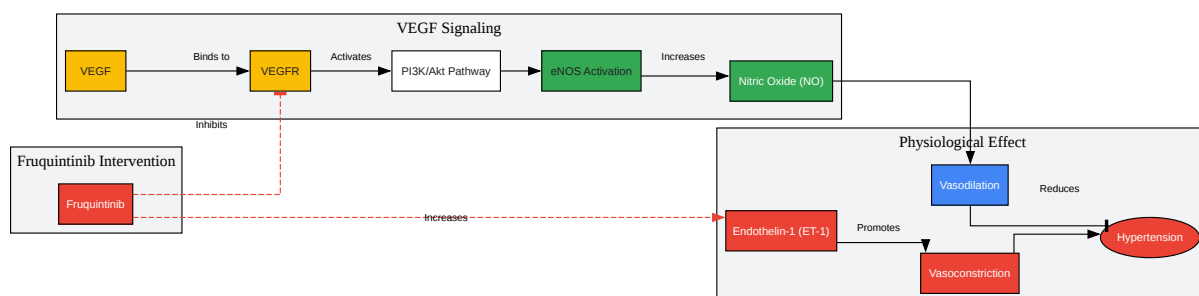 VEGF Signaling
VEGF
Binds to
VEGFR
Activates
PI3K/Akt Pathway
eNOS Activation
Increases
Nitric Oxide (NO)
Inhibits
Fruquintinib Intervention
Fruquintinib
Increases
Physiological Effect
Vasodilation
Reduces
Endothelin-1 (ET-1)
Promotes
Vasoconstriction
Hypertension